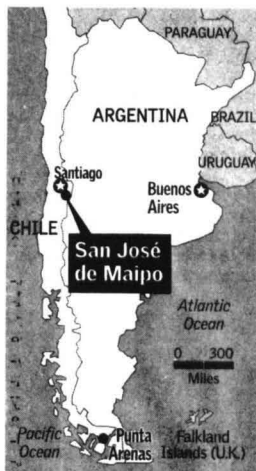 PARAGUAY
ARGENTINA
BRAZIL
URUGUAY
Santiago
Buenos
Aires
CHILE
San José
de Maipo
Atlantic
Ocean
0 300
Miles
Pacific
Ocean
Punta
Arenas
Falkland
Islands (U.K.)